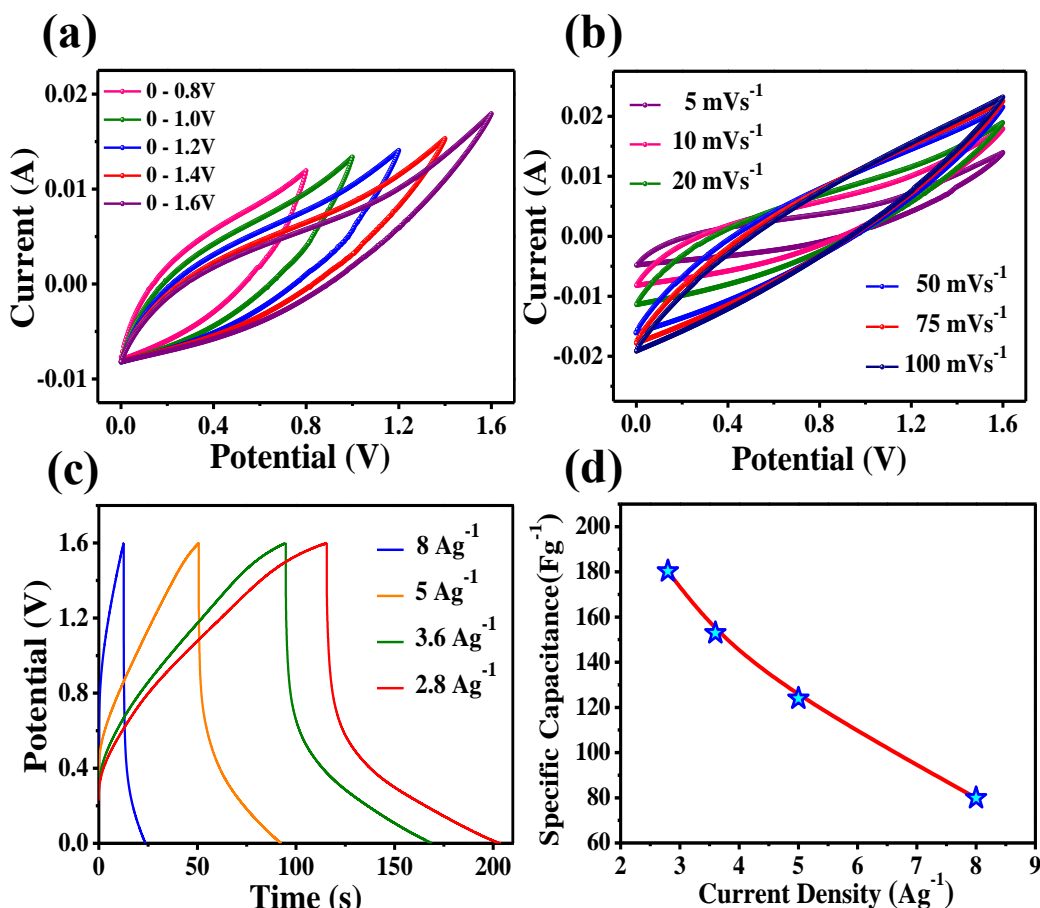 (a)
0 - 0.8V
0 - 1.0V
0 - 1.2V
0 - 1.4V
0 - 1.6V
Current (A)
0.02
0.01
0.00
-0.01
0.0 0.4 0.8 1.2 1.6
Potential (V)
(b)
5 mVs⁻¹
10 mVs⁻¹
20 mVs⁻¹
50 mVs⁻¹
75 mVs⁻¹
100 mVs⁻¹
Current (A)
0.02
0.01
0.00
-0.01
-0.02
0.0 0.4 0.8 1.2 1.6
Potential (V)
(c)
8 Ag⁻¹
5 Ag⁻¹
3.6 Ag⁻¹
2.8 Ag⁻¹
Potential (V)
1.6
1.2
0.8
0.4
0.0
0 50 100 150 200
Time (s)
(d)
Specific Capacitance(Fg⁻¹)
200
180
160
140
120
100
80
60
2 3 4 5 6 7 8 9
Current Density (Ag⁻¹)